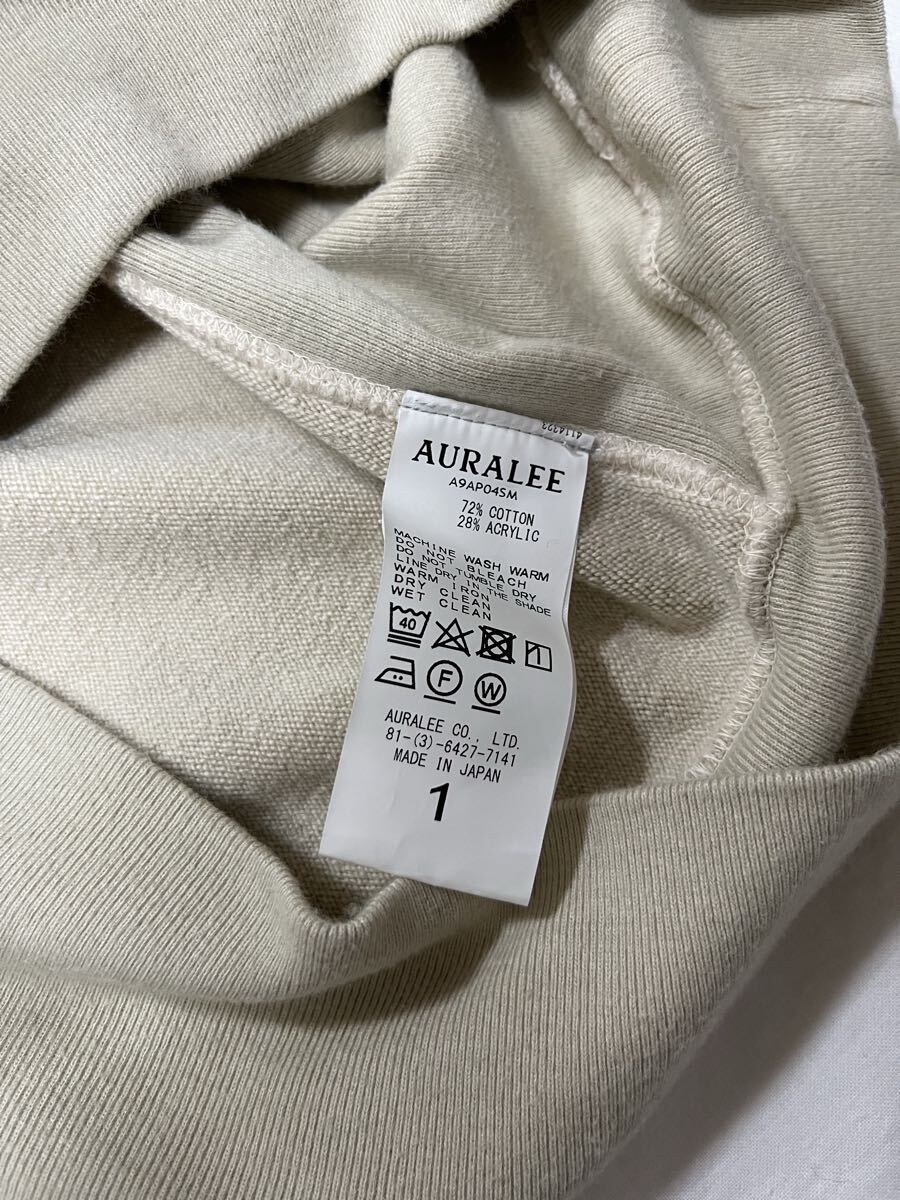 4114323
AURALEE
A9AP04SM
72% COTTON
28% ACRYLIC
MACHINE WASH WARM
DO NOT BLEACH
DO NOT TUMBLE DRY
LINE DRY IN THE SHADE
WARM IRON
DRY CLEAN
WET CLEAN
40
F W
AURALEE CO., LTD.
81-(3)-6427-7141
MADE IN JAPAN
1